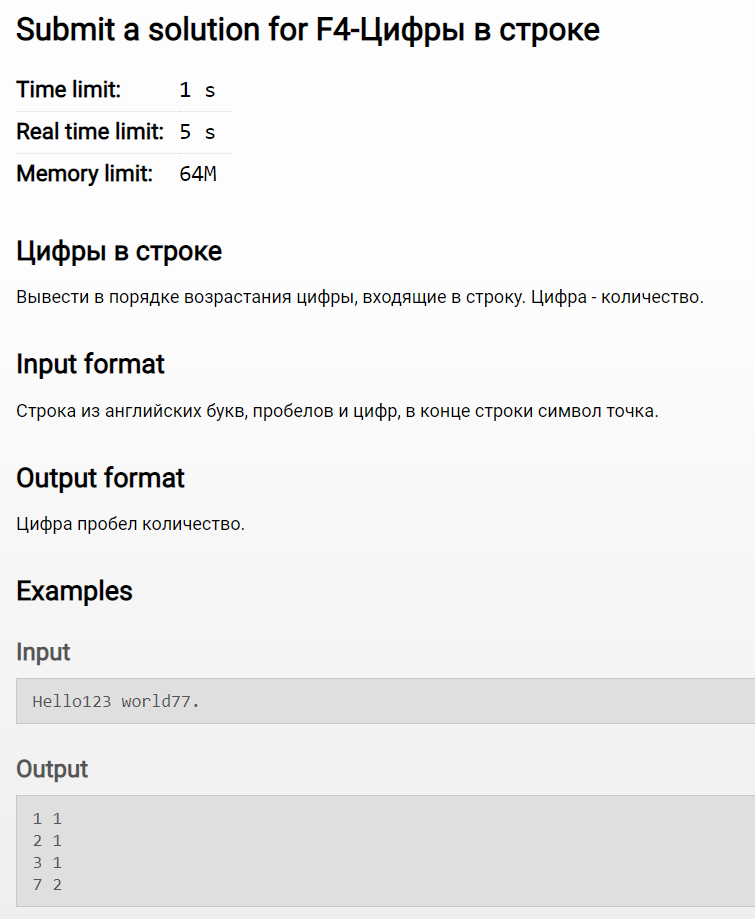 Submit a solution for F4-Цифры в строке
Time limit: 1 s
Real time limit: 5 s
Memory limit: 64M
Цифры в строке
Вывести в порядке возрастания цифры, входящие в строку. Цифра - количество.
Input format
Строка из английских букв, пробелов и цифр, в конце строки символ точка.
Output format
Цифра пробел количество.
Examples
Input
Hello123 world77.
Output
1 1
2 1
3 1
7 2